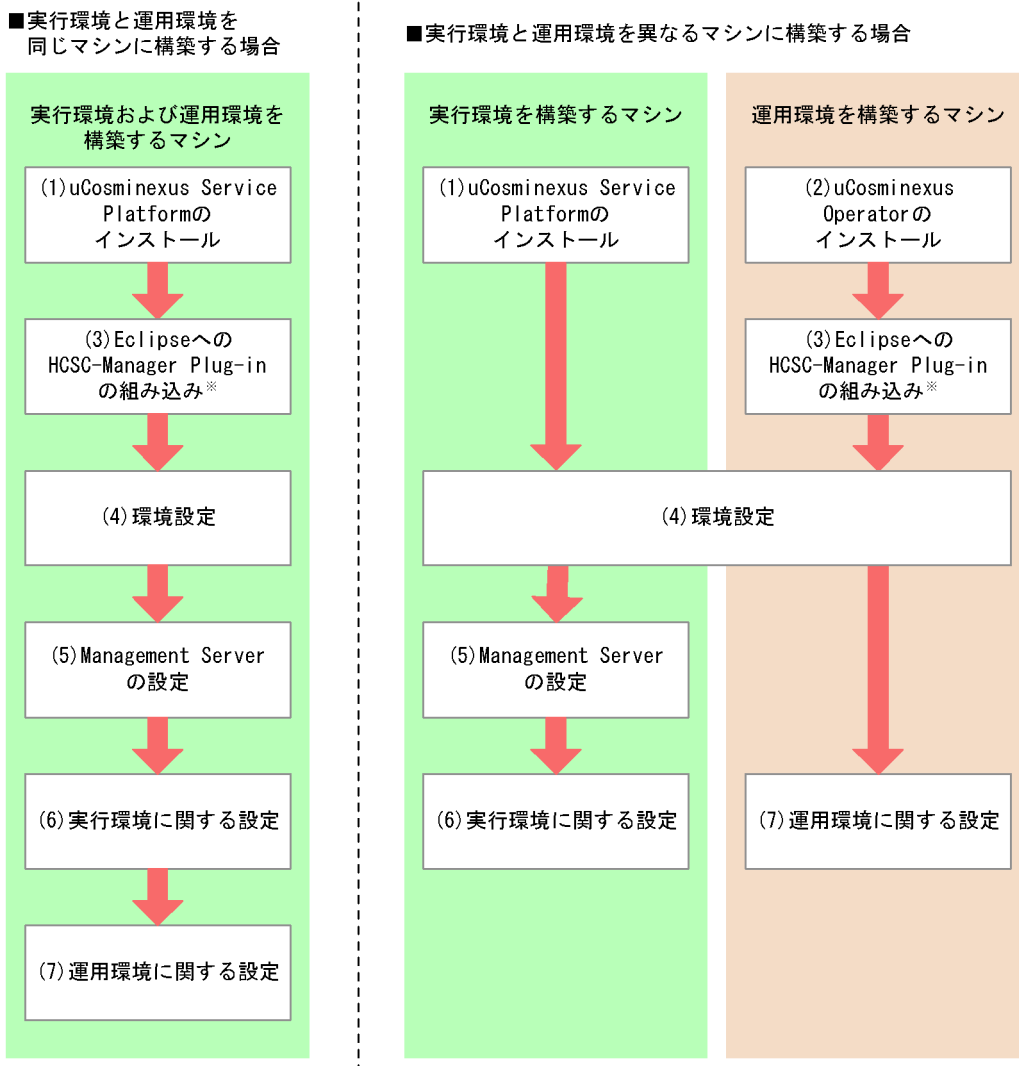 ■実行環境と運用環境を
同じマシンに構築する場合
実行環境および運用環境を
構築するマシン
(1)uCosminexus Service
Platformの
インストール
(3)Eclipseへの
HCSC-Manager Plug-in
の組み込み※
(4)環境設定
(5)Management Server
の設定
(6)実行環境に関する設定
(7)運用環境に関する設定
■実行環境と運用環境を異なるマシンに構築する場合
実行環境を構築するマシン
(1)uCosminexus Service
Platformの
インストール
運用環境を構築するマシン
(2)uCosminexus
Operatorの
インストール
(3)Eclipseへの
HCSC-Manager Plug-in
の組み込み※
(4)環境設定
(5)Management Server
の設定
(6)実行環境に関する設定
(7)運用環境に関する設定